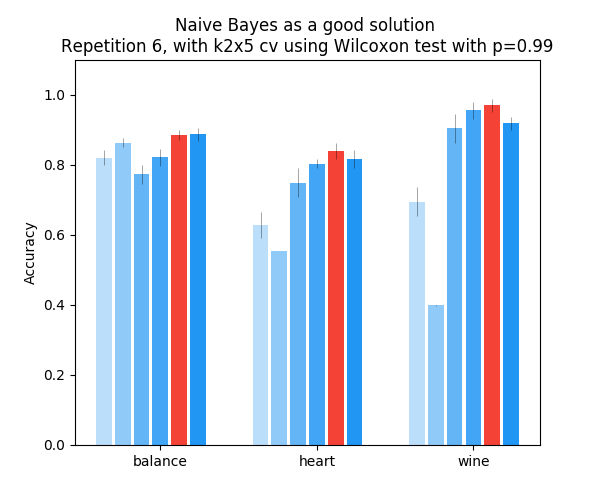 Naive Bayes as a good solution
Repetition 6, with k2x5 cv using Wilcoxon test with p=0.99
1.0
0.8
0.6
0.4
0.2
0.0
Accuracy
balance heart wine